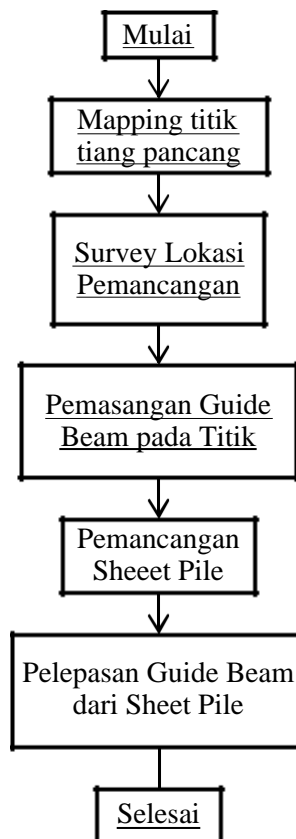 Mulai
Mapping titik
tiang pancang
Survey Lokasi
Pemancangan
Pemasangan Guide
Beam pada Titik
Pemancangan
Sheeet Pile
Pelepasan Guide Beam
dari Sheet Pile
Selesai